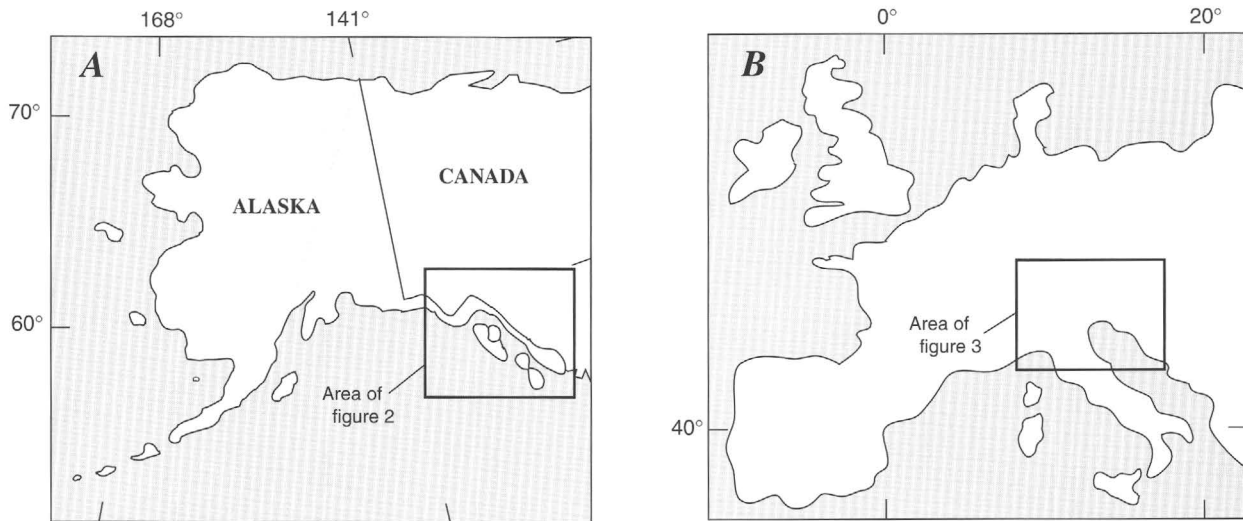 168°
141°
A
70°
CANADA
ALASKA
60°
Area of
figure 2
0°
20°
B
Area of
figure 3
40°